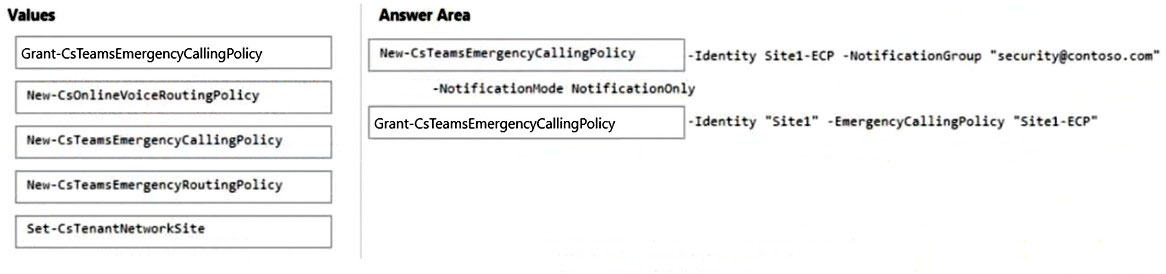 Values
Grant-CsTeamsEmergencyCallingPolicy
New-CsOnlineVoiceRoutingPolicy
New-CsTeamsEmergencyCallingPolicy
New-CsTeamsEmergencyRoutingPolicy
Set-CsTenantNetworkSite
Answer Area
New-CsTeamsEmergencyCallingPolicy -Identity Site1-ECP -NotificationGroup "security@contoso.com"
-NotificationMode NotificationOnly
Grant-CsTeamsEmergencyCallingPolicy -Identity "Site1" -EmergencyCallingPolicy "Site1-ECP"